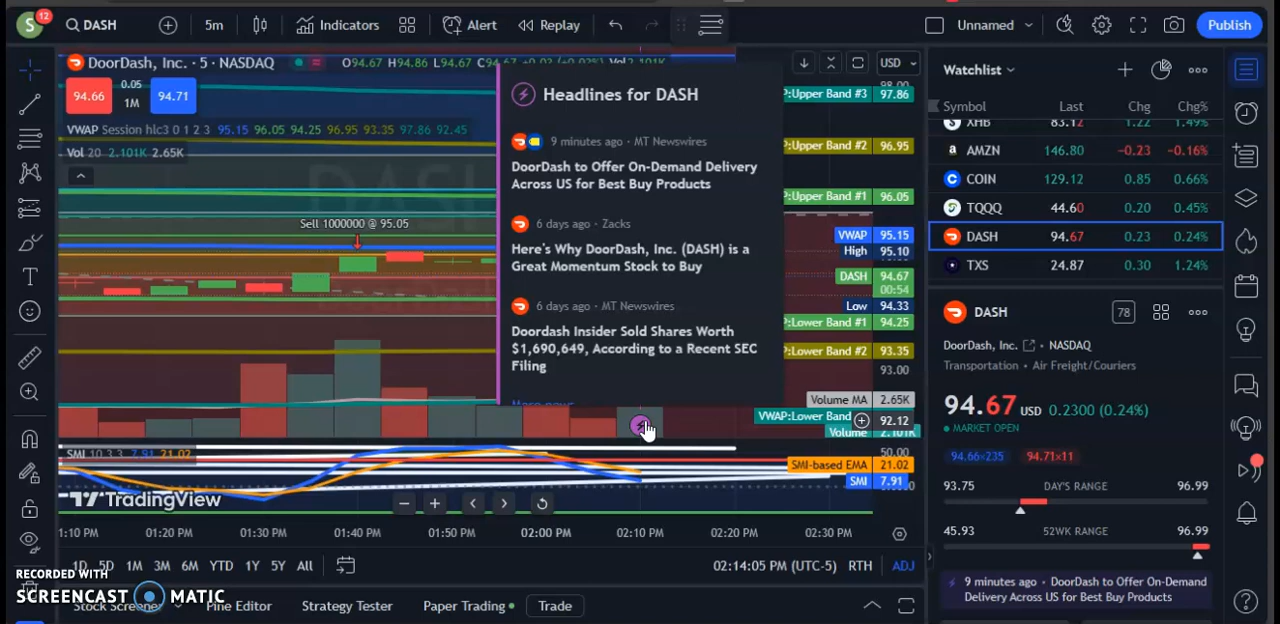 S 12 DASH 5m Indicators Alert Replay Unnamed Publish
DoorDash, Inc. · 5 · NASDAQ O94.67 H94.86 L94.67
94.66 0.05 94.71
1M
VWAP Session hlc3 0 1 2 3 95.15 96.05 94.25 96.95 93.35 97.86 92.45
Vol 20 2.101K 2.65K
Sell 1000000 @ 95.05
Headlines for DASH
9 minutes ago · MT Newswires
DoorDash to Offer On-Demand Delivery
Across US for Best Buy Products
6 days ago · Zacks
Here's Why DoorDash, Inc. (DASH) is a
Great Momentum Stock to Buy
6 days ago · MT Newswires
Doordash Insider Sold Shares Worth
$1,690,649, According to a Recent SEC
Filing
USD
P:Upper Band #3 97.86
P:Upper Band #2 96.95
P:Upper Band #1 96.05
VWAP 95.15
High 95.10
DASH 94.67
00:54
Low 94.33
P:Lower Band #1 94.25
P:Lower Band #2 93.35
93.00
Volume MA 2.65K
VWAP:Lower Band 92.12
Volume 2.101K
SMI 10 3 3 7.91 21.02
50.00
SMI-based EMA 21.02
SMI 7.91
TradingView
1:10 PM 01:20 PM 01:30 PM 01:40 PM 01:50 PM 02:00 PM 02:10 PM 02:20 PM 02:30 PM
1D 5D 1M 3M 6M YTD 1Y 5Y All 02:14:05 PM (UTC-5) RTH ADJ
RECORDED WITH
SCREENCAST MATIC
Stock Screener Pine Editor Strategy Tester Paper Trading Trade
Watchlist
Symbol Last Chg Chg%
XHB 83.12 1.22 1.49%
AMZN 146.80 −0.23 −0.16%
COIN 129.12 0.85 0.66%
TQQQ 44.60 0.20 0.45%
DASH 94.67 0.23 0.24%
TXS 24.87 0.30 1.24%
DASH 78
DoorDash, Inc. · NASDAQ
Transportation · Air Freight/Couriers
94.67 USD 0.2300 (0.24%)
MARKET OPEN
94.66×235 94.71×11
93.75 DAY'S RANGE 96.99
45.93 52WK RANGE 96.99
9 minutes ago · DoorDash to Offer On-Demand
Delivery Across US for Best Buy Products